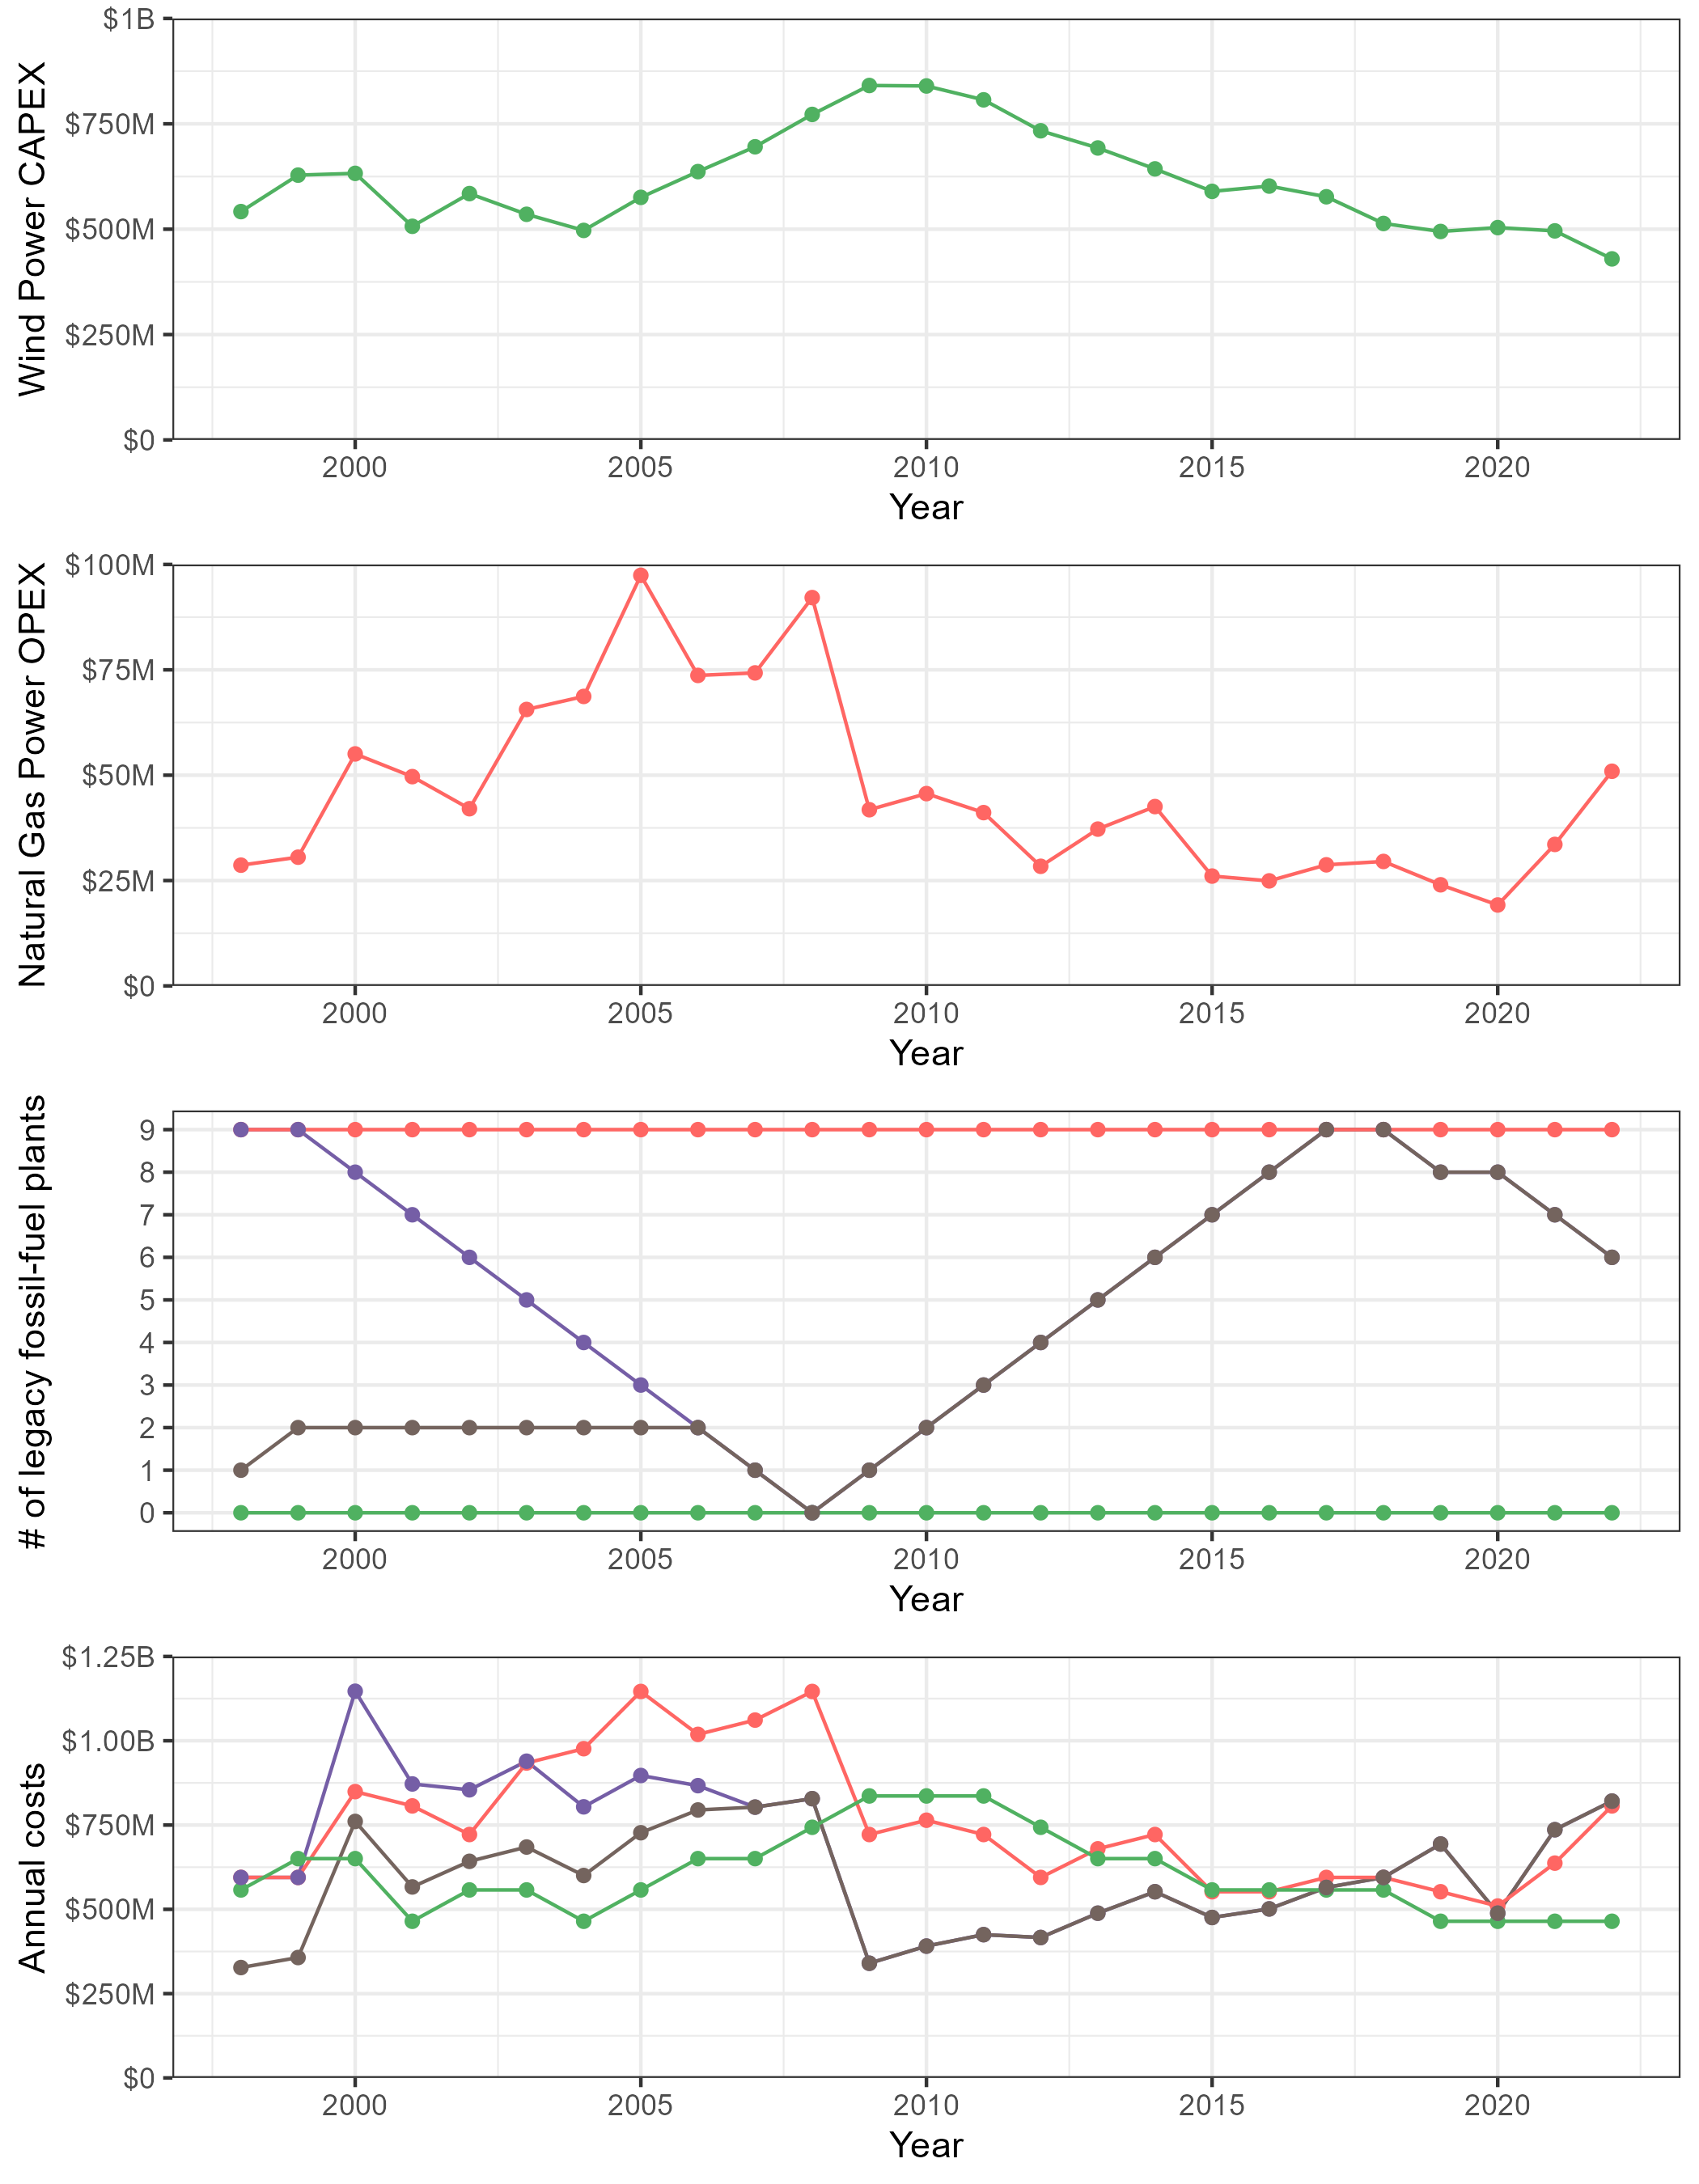 Wind Power CAPEX
$1B
$750M
$500M
$250M
$0
2000 2005 2010 2015 2020
Year
Natural Gas Power OPEX
$100M
$75M
$50M
$25M
$0
2000 2005 2010 2015 2020
Year
# of legacy fossil-fuel plants
9
8
7
6
5
4
3
2
1
0
2000 2005 2010 2015 2020
Year
Annual costs
$1.25B
$1.00B
$750M
$500M
$250M
$0
2000 2005 2010 2015 2020
Year